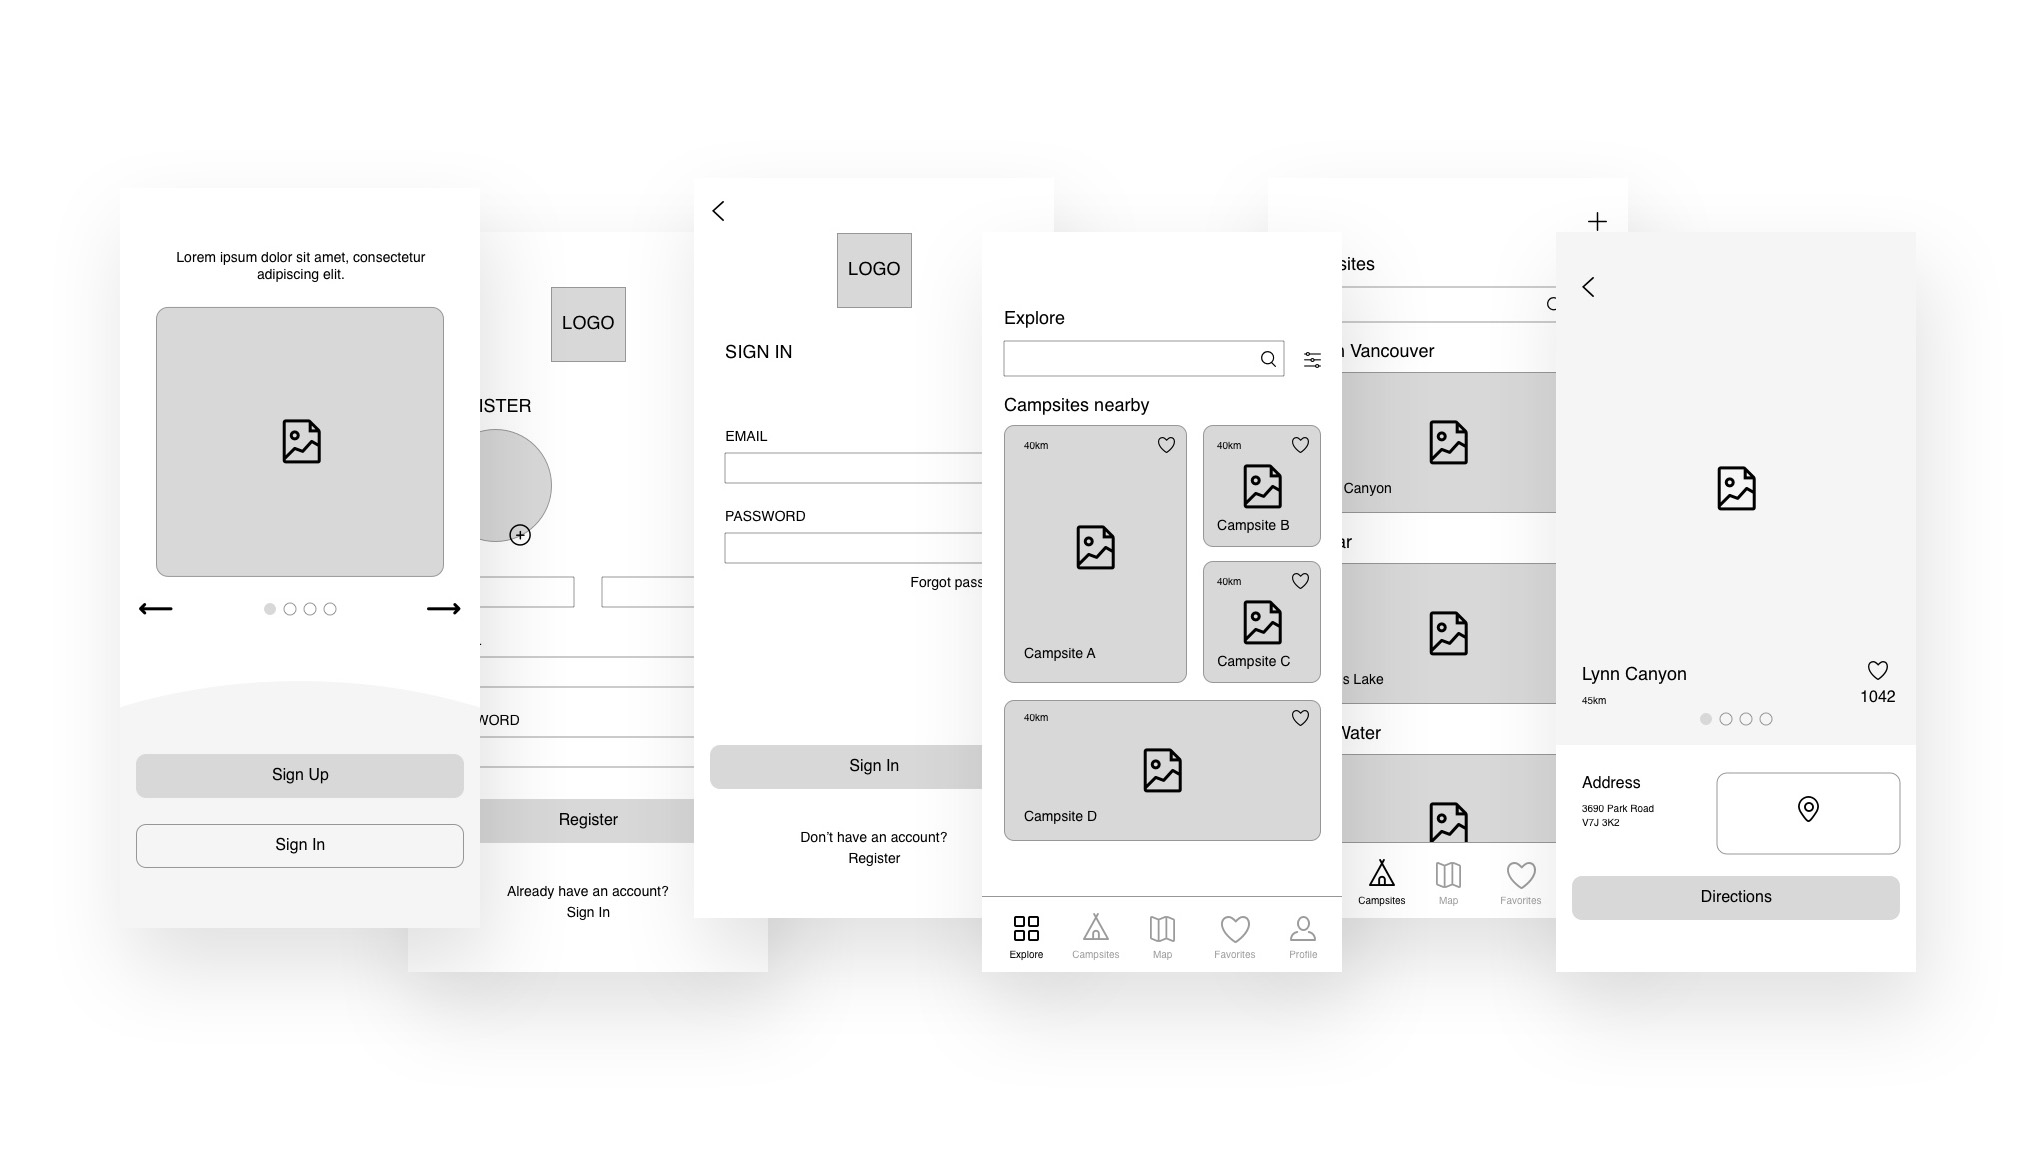 Lorem ipsum dolor sit amet, consectetur
adipiscing elit.
Sign Up
Sign In
LOGO
ISTER
WORD
Register
Already have an account?
Sign In
LOGO
SIGN IN
EMAIL
PASSWORD
Forgot pass
Sign In
Don't have an account?
Register
Explore
Campsites nearby
40km
Campsite A
40km
Campsite B
40km
Campsite C
40km
Campsite D
Explore
Campsites
Map
Favorites
Profile
sites
Vancouver
Canyon
ar
s Lake
Water
Campsites
Map
Favorites
Lynn Canyon
45km
1042
Address
3690 Park Road
V7J 3K2
Directions